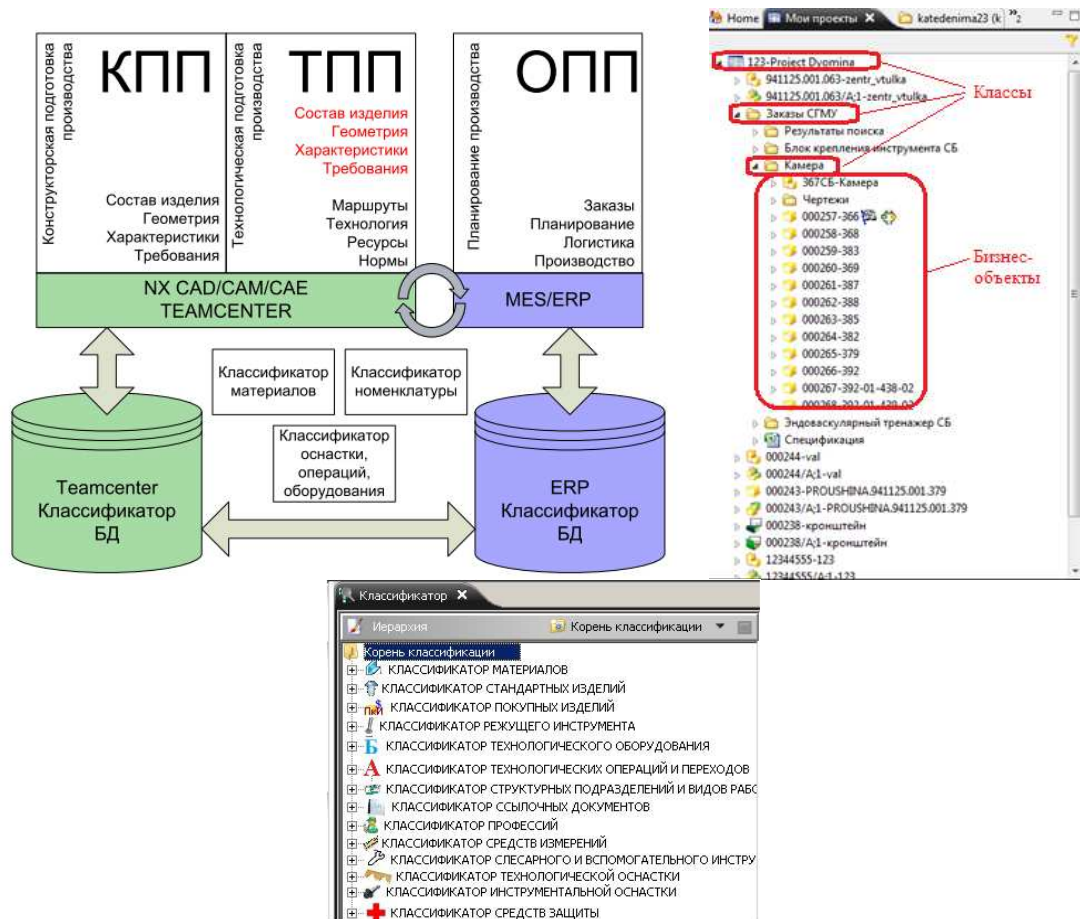 Конструкторская подготовка
производства
КПП
Состав изделия
Геометрия
Характеристики
Требования
Технологическая подготовка
производства
ТПП
Состав изделия
Геометрия
Характеристики
Требования
Маршруты
Технология
Ресурсы
Нормы
Планирование производства
ОПП
Заказы
Планирование
Логистика
Производство
NX CAD/CAM/CAE
TEAMCENTER
MES/ERP
Классификатор
материалов
Классификатор
номенклатуры
Классификатор
оснастки,
операций,
оборудования
Teamcenter
Классификатор
БД
ERP
Классификатор
БД
Home
Мои проекты
katedenima23 (k
»2
123-Project Dyomina
941125.001.063-zentr_vtulka
941125.001.063/A;1-zentr_vtulka
Заказы СГМУ
Результаты поиска
Блок крепления инструмента СБ
Камера
367СБ-Камера
Чертежи
000257-366
000258-368
000259-383
000260-369
000261-387
000262-388
000263-385
000264-382
000265-379
000266-392
000267-392-01-438-02
000268-392-01-439-02
Эндоваскулярный тренажер СБ
Спецификация
000244-val
000244/A;1-val
000243-PROUSHINA.941125.001.379
000243/A;1-PROUSHINA.941125.001.379
000238-кронштейн
000238/A;1-кронштейн
12344555-123
12344555/A;1-123
Классы
Бизнес-
объекты
Классификатор
Иерархия
Корень классификации
Корень классификации
КЛАССИФИКАТОР МАТЕРИАЛОВ
КЛАССИФИКАТОР СТАНДАРТНЫХ ИЗДЕЛИЙ
КЛАССИФИКАТОР ПОКУПНЫХ ИЗДЕЛИЙ
КЛАССИФИКАТОР РЕЖУЩЕГО ИНСТРУМЕНТА
КЛАССИФИКАТОР ТЕХНОЛОГИЧЕСКОГО ОБОРУДОВАНИЯ
КЛАССИФИКАТОР ТЕХНОЛОГИЧЕСКИХ ОПЕРАЦИЙ И ПЕРЕХОДОВ
КЛАССИФИКАТОР СТРУКТУРНЫХ ПОДРАЗДЕЛЕНИЙ И ВИДОВ РАБО
КЛАССИФИКАТОР ССЫЛОЧНЫХ ДОКУМЕНТОВ
КЛАССИФИКАТОР ПРОФЕССИЙ
КЛАССИФИКАТОР СРЕДСТВ ИЗМЕРЕНИЙ
КЛАССИФИКАТОР СЛЕСАРНОГО И ВСПОМОГАТЕЛЬНОГО ИНСТРУ
КЛАССИФИКАТОР ТЕХНОЛОГИЧЕСКОЙ ОСНАСТКИ
КЛАССИФИКАТОР ИНСТРУМЕНТАЛЬНОЙ ОСНАСТКИ
КЛАССИФИКАТОР СРЕДСТВ ЗАЩИТЫ